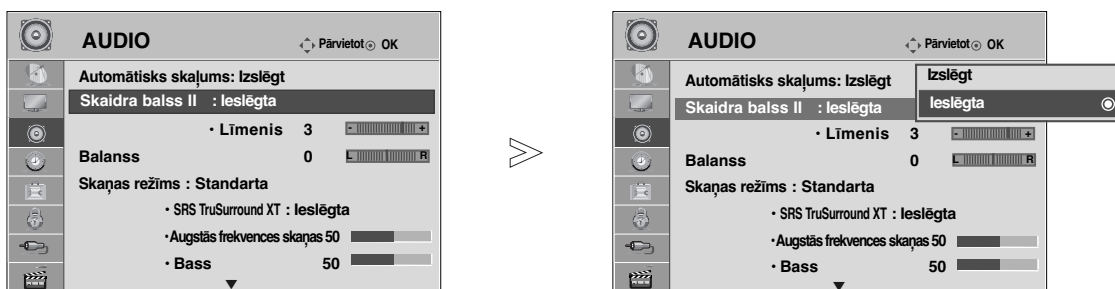 AUDIO Pārvietot OK
Automātisks skaļums: Izslēgt
Skaidra balss II : Ieslēgta
• Līmenis 3 - +
Balanss 0 L R
Skaņas režīms : Standarta
• SRS TruSurround XT : Ieslēgta
•Augstās frekvences skaņas 50
• Bass 50
>
AUDIO Pārvietot OK
Automātisks skaļums: Izslēgt
Izslēgt
Skaidra balss II : Ieslēgta
Ieslēgta
• Līmenis 3 - +
Balanss 0 L R
Skaņas režīms : Standarta
• SRS TruSurround XT : Ieslēgta
•Augstās frekvences skaņas 50
• Bass 50